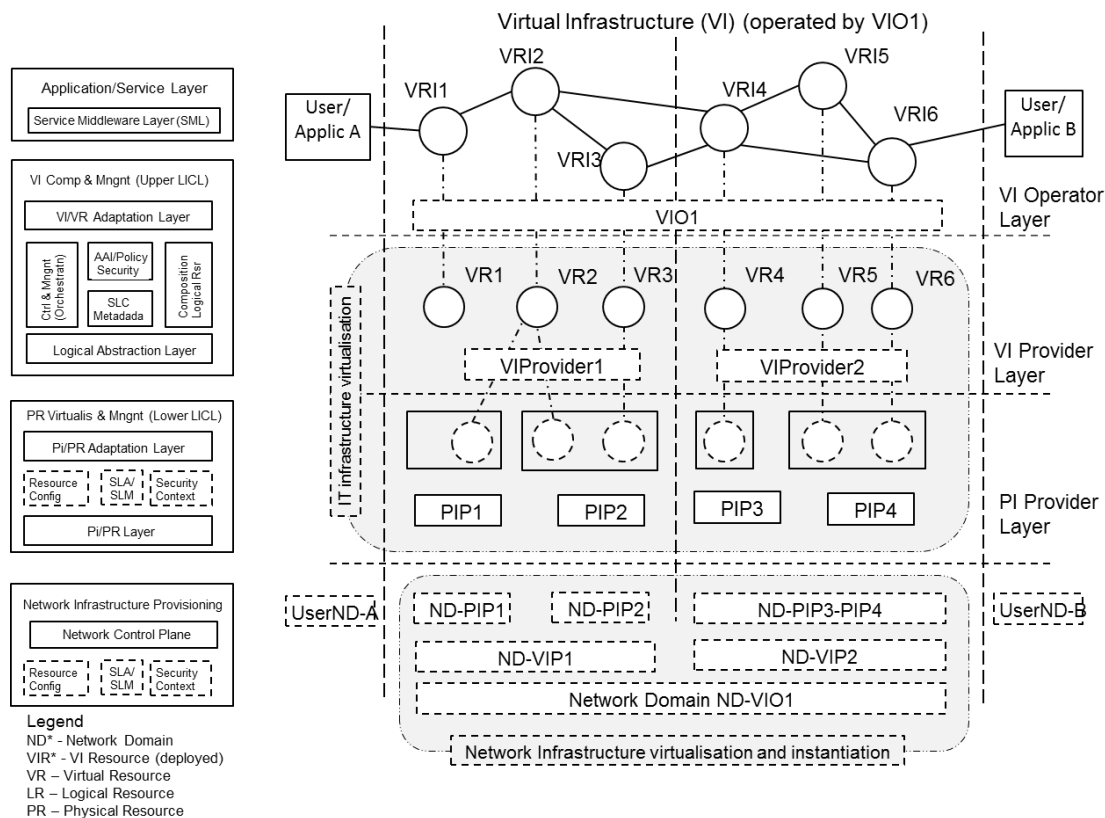 Virtual Infrastructure (VI) (operated by VIO1)
Application/Service Layer
Service Middleware Layer (SML)
VI Comp & Mngnt (Upper LICL)
VI/VR Adaptation Layer
Ctrl & Mngnt
(Orchestratn)
AAI/Policy
Security
SLC
Metadada
Composition
Logical Rsr
Logical Abstraction Layer
PR Virtualis & Mngnt (Lower LICL)
Pi/PR Adaptation Layer
Resource
Config
SLA/
SLM
Security
Context
Pi/PR Layer
Network Infrastructure Provisioning
Network Control Plane
Resource
Config
SLA/
SLM
Security
Context
Legend
ND* - Network Domain
VIR* - VI Resource (deployed)
VR – Virtual Resource
LR – Logical Resource
PR – Physical Resource
User/
Applic A
VRI1
VRI2
VRI3
VRI4
VRI5
VRI6
User/
Applic B
VIO1
VI Operator
Layer
IT infrastructure virtualisation
VR1
VR2
VR3
VR4
VR5
VR6
VIProvider1
VIProvider2
VI Provider
Layer
PIP1
PIP2
PIP3
PIP4
PI Provider
Layer
UserND-A
ND-PIP1
ND-PIP2
ND-PIP3-PIP4
UserND-B
ND-VIP1
ND-VIP2
Network Domain ND-VIO1
Network Infrastructure virtualisation and instantiation